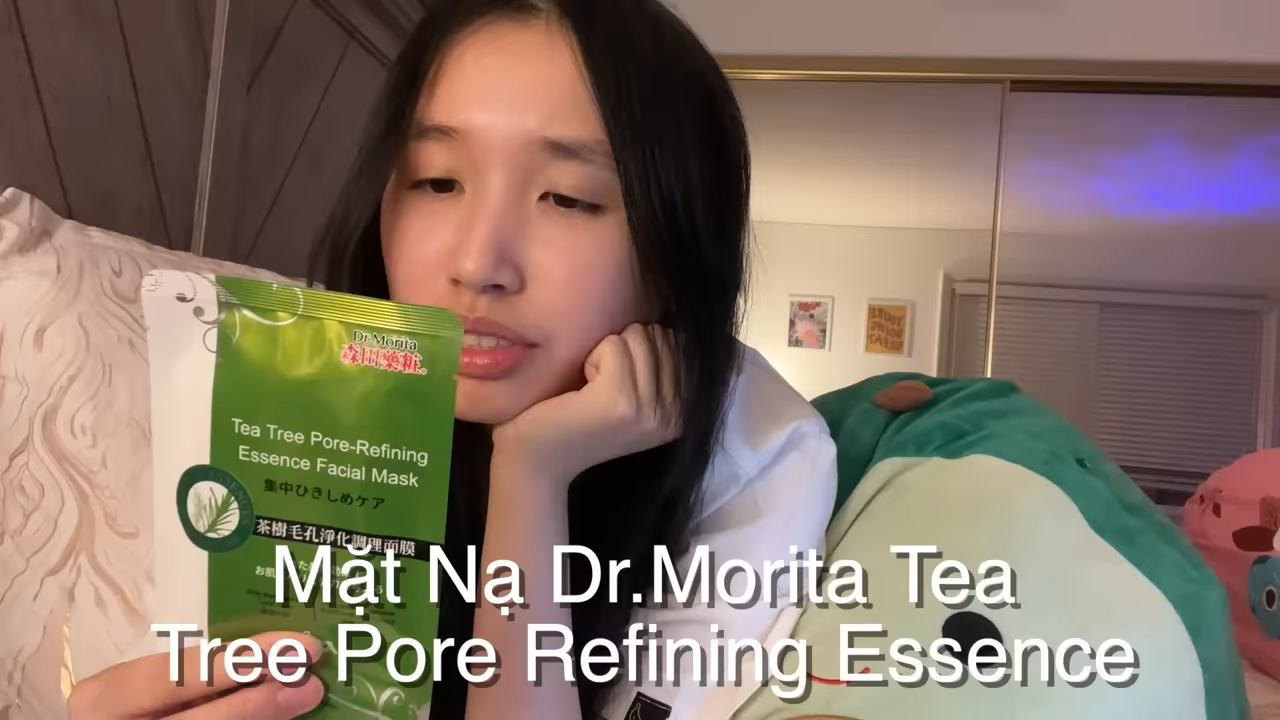 Dr.Morita
森田藥粧
Tea Tree Pore-Refining
Essence Facial Mask
集中ひきしめケア
茶樹毛孔淨化調理面膜
Mặt Nạ Dr.Morita Tea
Tree Pore Refining Essence